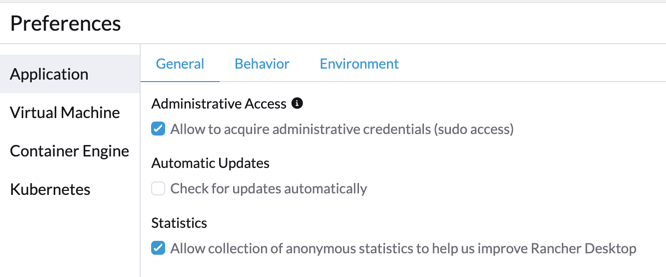 Preferences
Application
Virtual Machine
Container Engine
Kubernetes
General Behavior Environment
Administrative Access
Allow to acquire administrative credentials (sudo access)
Automatic Updates
Check for updates automatically
Statistics
Allow collection of anonymous statistics to help us improve Rancher Desktop